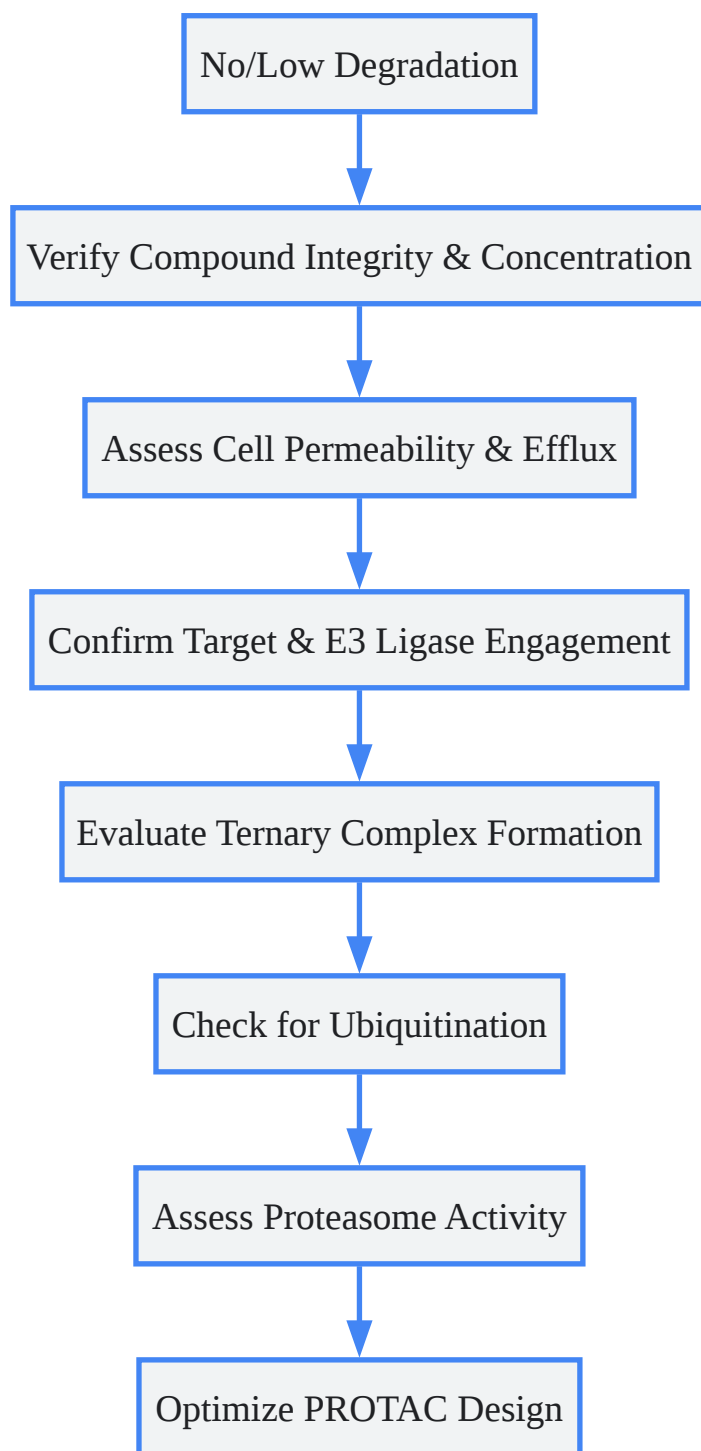 No/Low Degradation
Verify Compound Integrity & Concentration
Assess Cell Permeability & Efflux
Confirm Target & E3 Ligase Engagement
Evaluate Ternary Complex Formation
Check for Ubiquitination
Assess Proteasome Activity
Optimize PROTAC Design